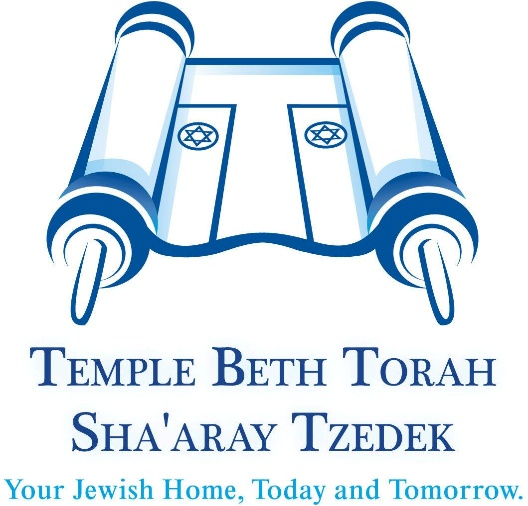 Temple Beth Torah
Sha'aray Tzedek
Your Jewish Home, Today and Tomorrow.